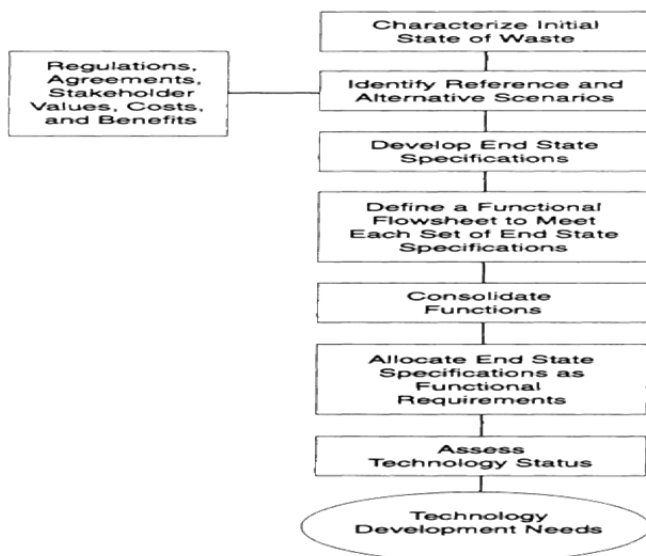 Characterize Initial
State of Waste
Regulations,
Agreements,
Stakeholder
Values, Costs,
and Benefits
Identify Reference and
Alternative Scenarios
Develop End State
Specifications
Define a Functional
Flowsheet to Meet
Each Set of End State
Specifications
Consolidate
Functions
Allocate End State
Specifications as
Functional
Requirements
Assess
Technology Status
Technology
Development Needs